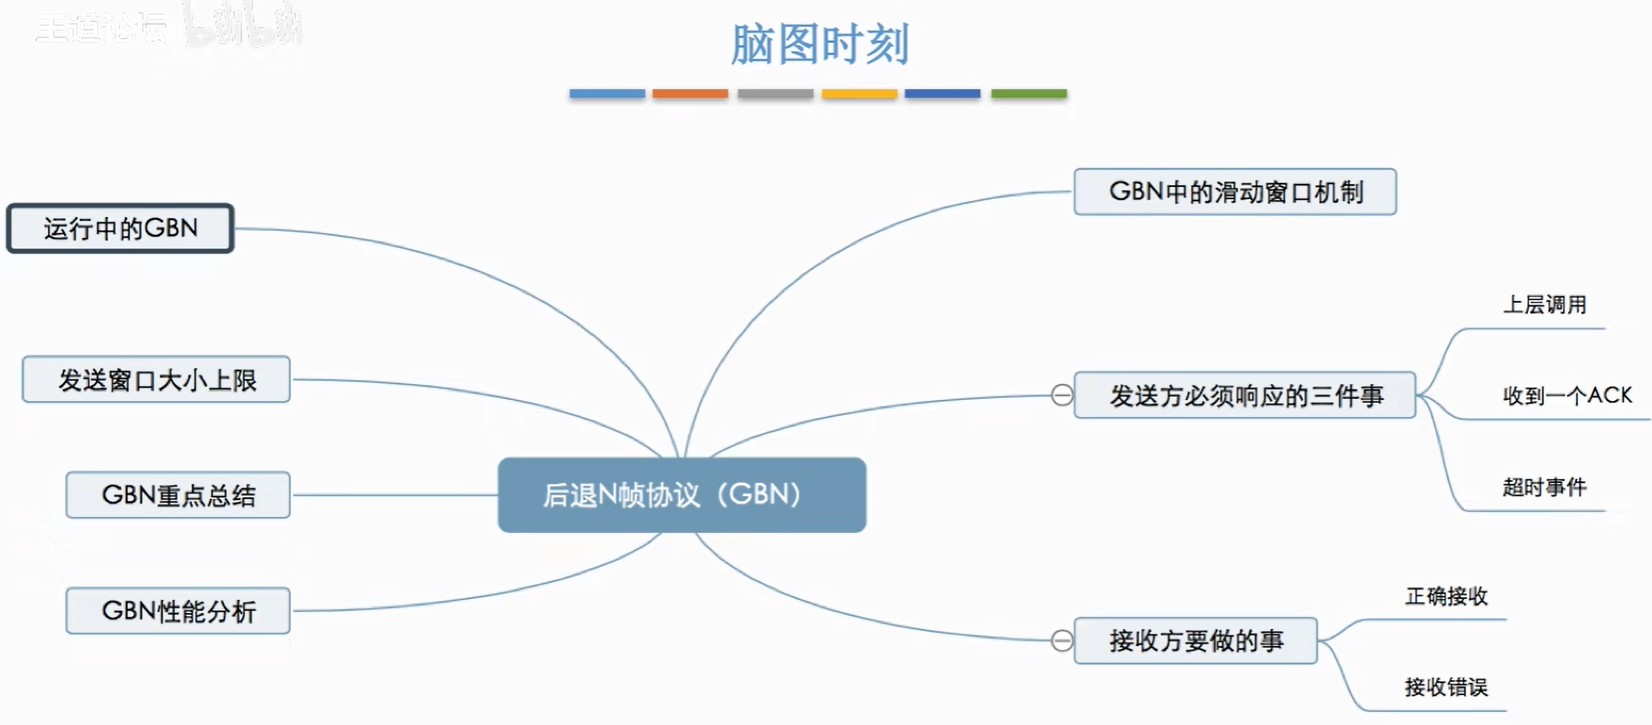 王道论坛 bilibili
脑图时刻
GBN中的滑动窗口机制
运行中的GBN
上层调用
发送窗口大小上限
发送方必须响应的三件事
收到一个ACK
超时事件
GBN重点总结
后退N帧协议（GBN）
正确接收
GBN性能分析
接收方要做的事
接收错误